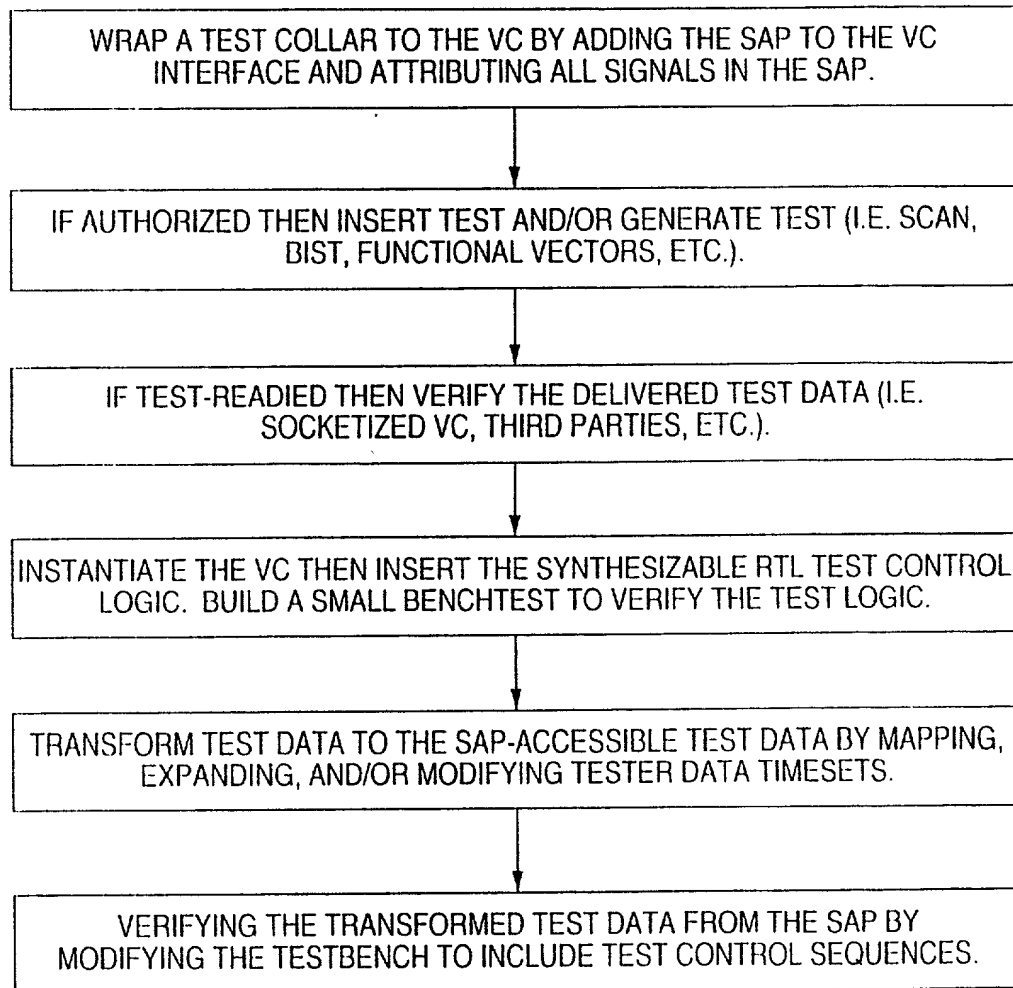 WRAP A TEST COLLAR TO THE VC BY ADDING THE SAP TO THE VC
INTERFACE AND ATTRIBUTING ALL SIGNALS IN THE SAP.
IF AUTHORIZED THEN INSERT TEST AND/OR GENERATE TEST (I.E. SCAN,
BIST, FUNCTIONAL VECTORS, ETC.).
IF TEST-READIED THEN VERIFY THE DELIVERED TEST DATA (I.E.
SOCKETIZED VC, THIRD PARTIES, ETC.).
INSTANTIATE THE VC THEN INSERT THE SYNTHESIZABLE RTL TEST CONTROL
LOGIC. BUILD A SMALL BENCHTEST TO VERIFY THE TEST LOGIC.
TRANSFORM TEST DATA TO THE SAP-ACCESSIBLE TEST DATA BY MAPPING,
EXPANDING, AND/OR MODIFYING TESTER DATA TIMESETS.
VERIFYING THE TRANSFORMED TEST DATA FROM THE SAP BY
MODIFYING THE TESTBENCH TO INCLUDE TEST CONTROL SEQUENCES.